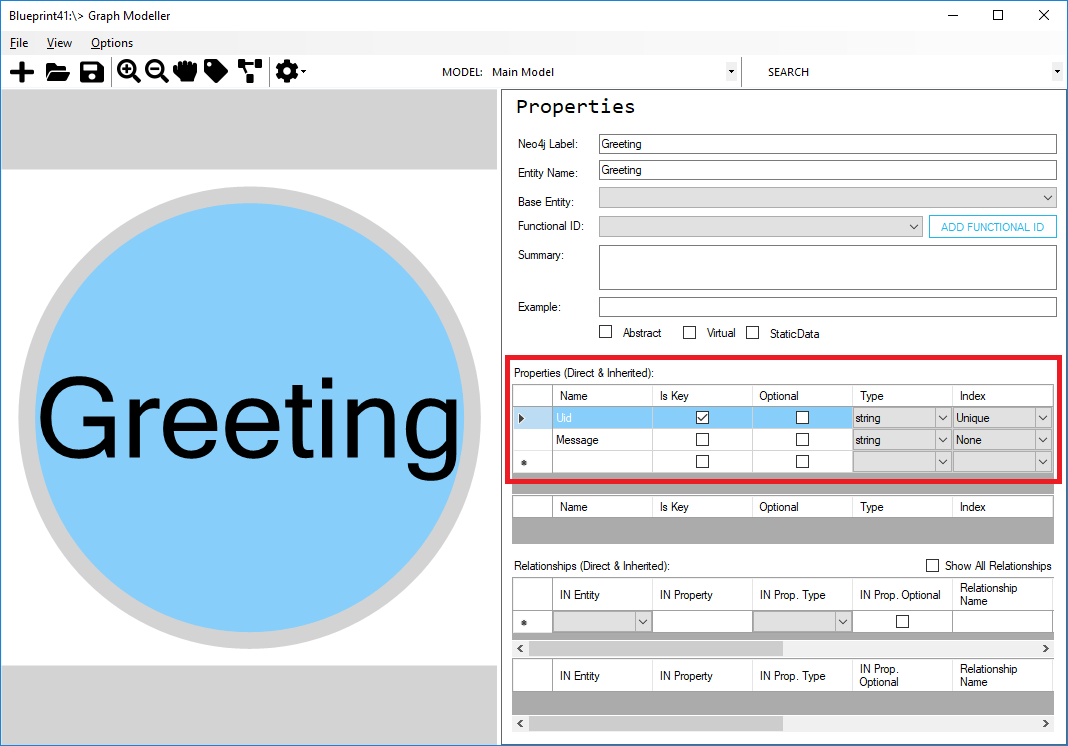 Blueprint41:\> Graph Modeller
File View Options
MODEL: Main Model SEARCH
Properties
Neo4j Label: Greeting
Entity Name: Greeting
Base Entity:
Functional ID: ADD FUNCTIONAL ID
Summary:
Example:
Abstract Virtual StaticData
Greeting
Properties (Direct & Inherited):
Name Is Key Optional Type Index
Uid string Unique
Message string None
Name Is Key Optional Type Index
Relationships (Direct & Inherited): Show All Relationships
IN Entity IN Property IN Prop. Type IN Prop. Optional Relationship
Name
IN Entity IN Property IN Prop. Type IN Prop. Relationship
Optional Name